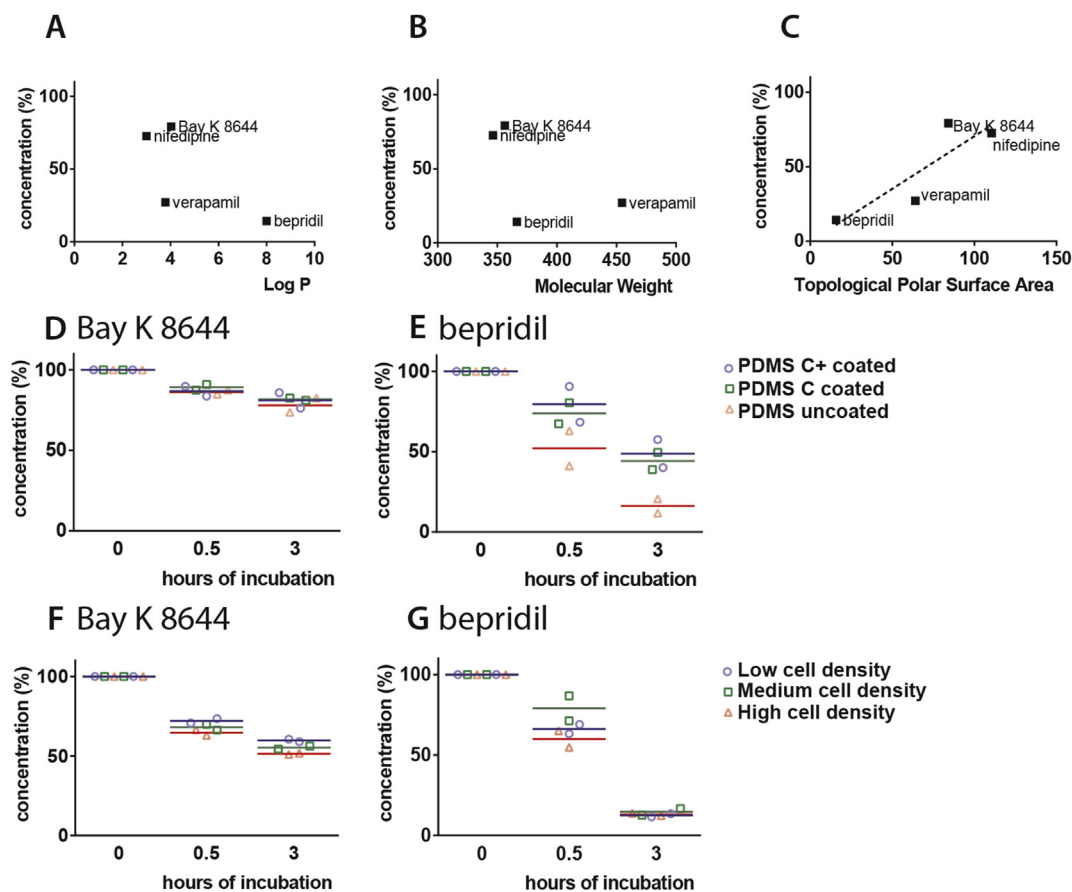 A
concentration (%)
100
50
0
0 2 4 6 8 10
Log P
Bay K 8644
nifedipine
verapamil
bepridil
B
concentration (%)
100
50
0
300 350 400 450 500
Molecular Weight
Bay K 8644
nifedipine
verapamil
bepridil
C
concentration (%)
100
50
0
0 50 100 150
Topological Polar Surface Area
Bay K 8644
nifedipine
verapamil
bepridil
D Bay K 8644
concentration (%)
100
50
0
0 0.5 3
hours of incubation
E bepridil
concentration (%)
100
50
0
0 0.5 3
hours of incubation
PDMS C+ coated
PDMS C coated
PDMS uncoated
F Bay K 8644
concentration (%)
100
50
0
0 0.5 3
hours of incubation
G bepridil
concentration (%)
100
50
0
0 0.5 3
hours of incubation
Low cell density
Medium cell density
High cell density